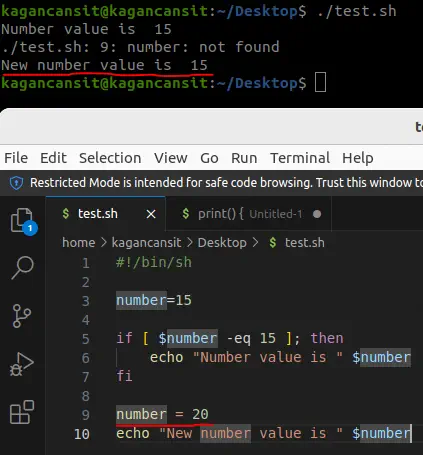 kagancansit@kagancansit:~/Desktop$ ./test.sh
Number value is  15
./test.sh: 9: number: not found
New number value is  15
kagancansit@kagancansit:~/Desktop$
te
File Edit Selection View Go Run Terminal Help
Restricted Mode is intended for safe code browsing. Trust this window to
$ test.sh × $ print() { Untitled-1
home > kagancansit > Desktop > $ test.sh
1 #!/bin/sh
2
3 number=15
4
5 if [ $number -eq 15 ]; then
6     echo "Number value is " $number
7 fi
8
9 number = 20
10 echo "New number value is " $number
1